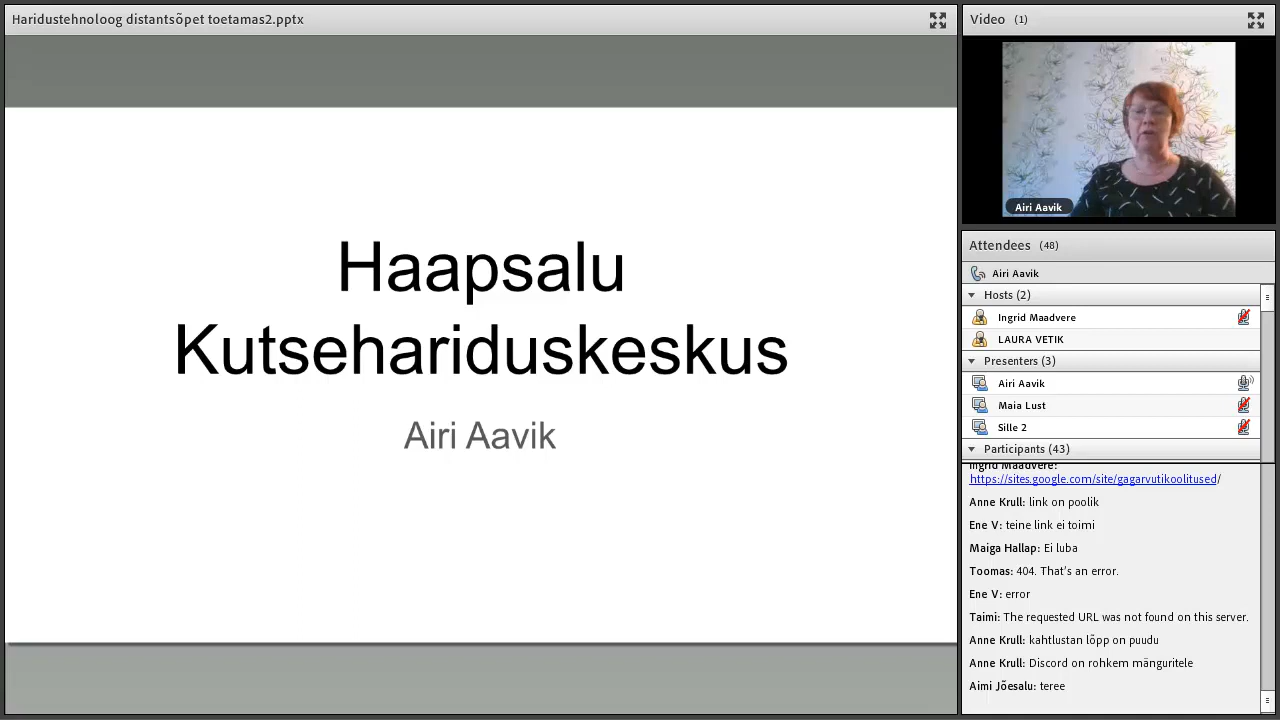 Haridustehnoloog distantsõpet toetamas2.pptx
Haapsalu
Kutsehariduskeskus
Airi Aavik
Video (1)
Airi Aavik
Attendees (48)
Airi Aavik
Hosts (2)
Ingrid Maadvere
LAURA VETIK
Presenters (3)
Airi Aavik
Maia Lust
Sille 2
Participants (43)
Ingrid Maadvere:
https://sites.google.com/site/gagarvutikoolitused/
Anne Krull: link on poolik
Ene V: teine link ei toimi
Maiga Hallap: Ei luba
Toomas: 404. That's an error.
Ene V: error
Taimi: The requested URL was not found on this server.
Anne Krull: kahtlustan lõpp on puudu
Anne Krull: Discord on rohkem mänguritele
Aimi Jõesalu: teree